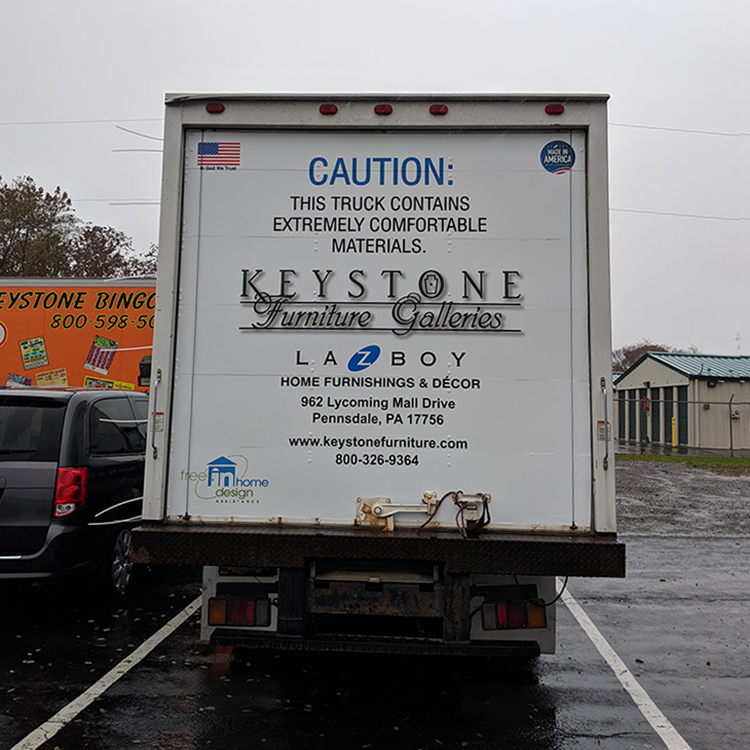 In God We Trust
MADE IN
AMERICA
CAUTION:
THIS TRUCK CONTAINS
EXTREMELY COMFORTABLE
MATERIALS.
KEYSTONE
Furniture Galleries
LA Z BOY
HOME FURNISHINGS & DÉCOR
962 Lycoming Mall Drive
Pennsdale, PA 17756
www.keystonefurniture.com
800-326-9364
free in home
design
ASSISTANCE
EYSTONE BINGO
800-598-50